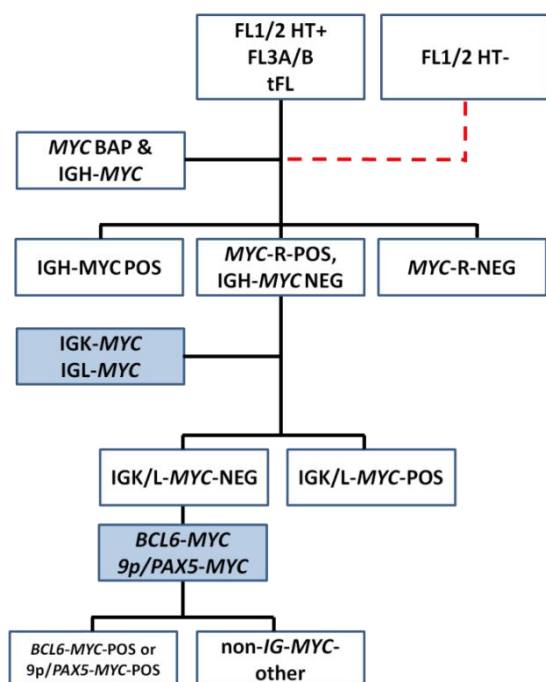 FL1/2 HT+
FL3A/B
tFL
FL1/2 HT-
MYC BAP &
IGH-MYC
IGH-MYC POS
MYC-R-POS,
IGH-MYC NEG
MYC-R-NEG
IGK-MYC
IGL-MYC
IGK/L-MYC-NEG
IGK/L-MYC-POS
BCL6-MYC
9p/PAX5-MYC
BCL6-MYC-POS or
9p/PAX5-MYC-POS
non-IG-MYC-
other